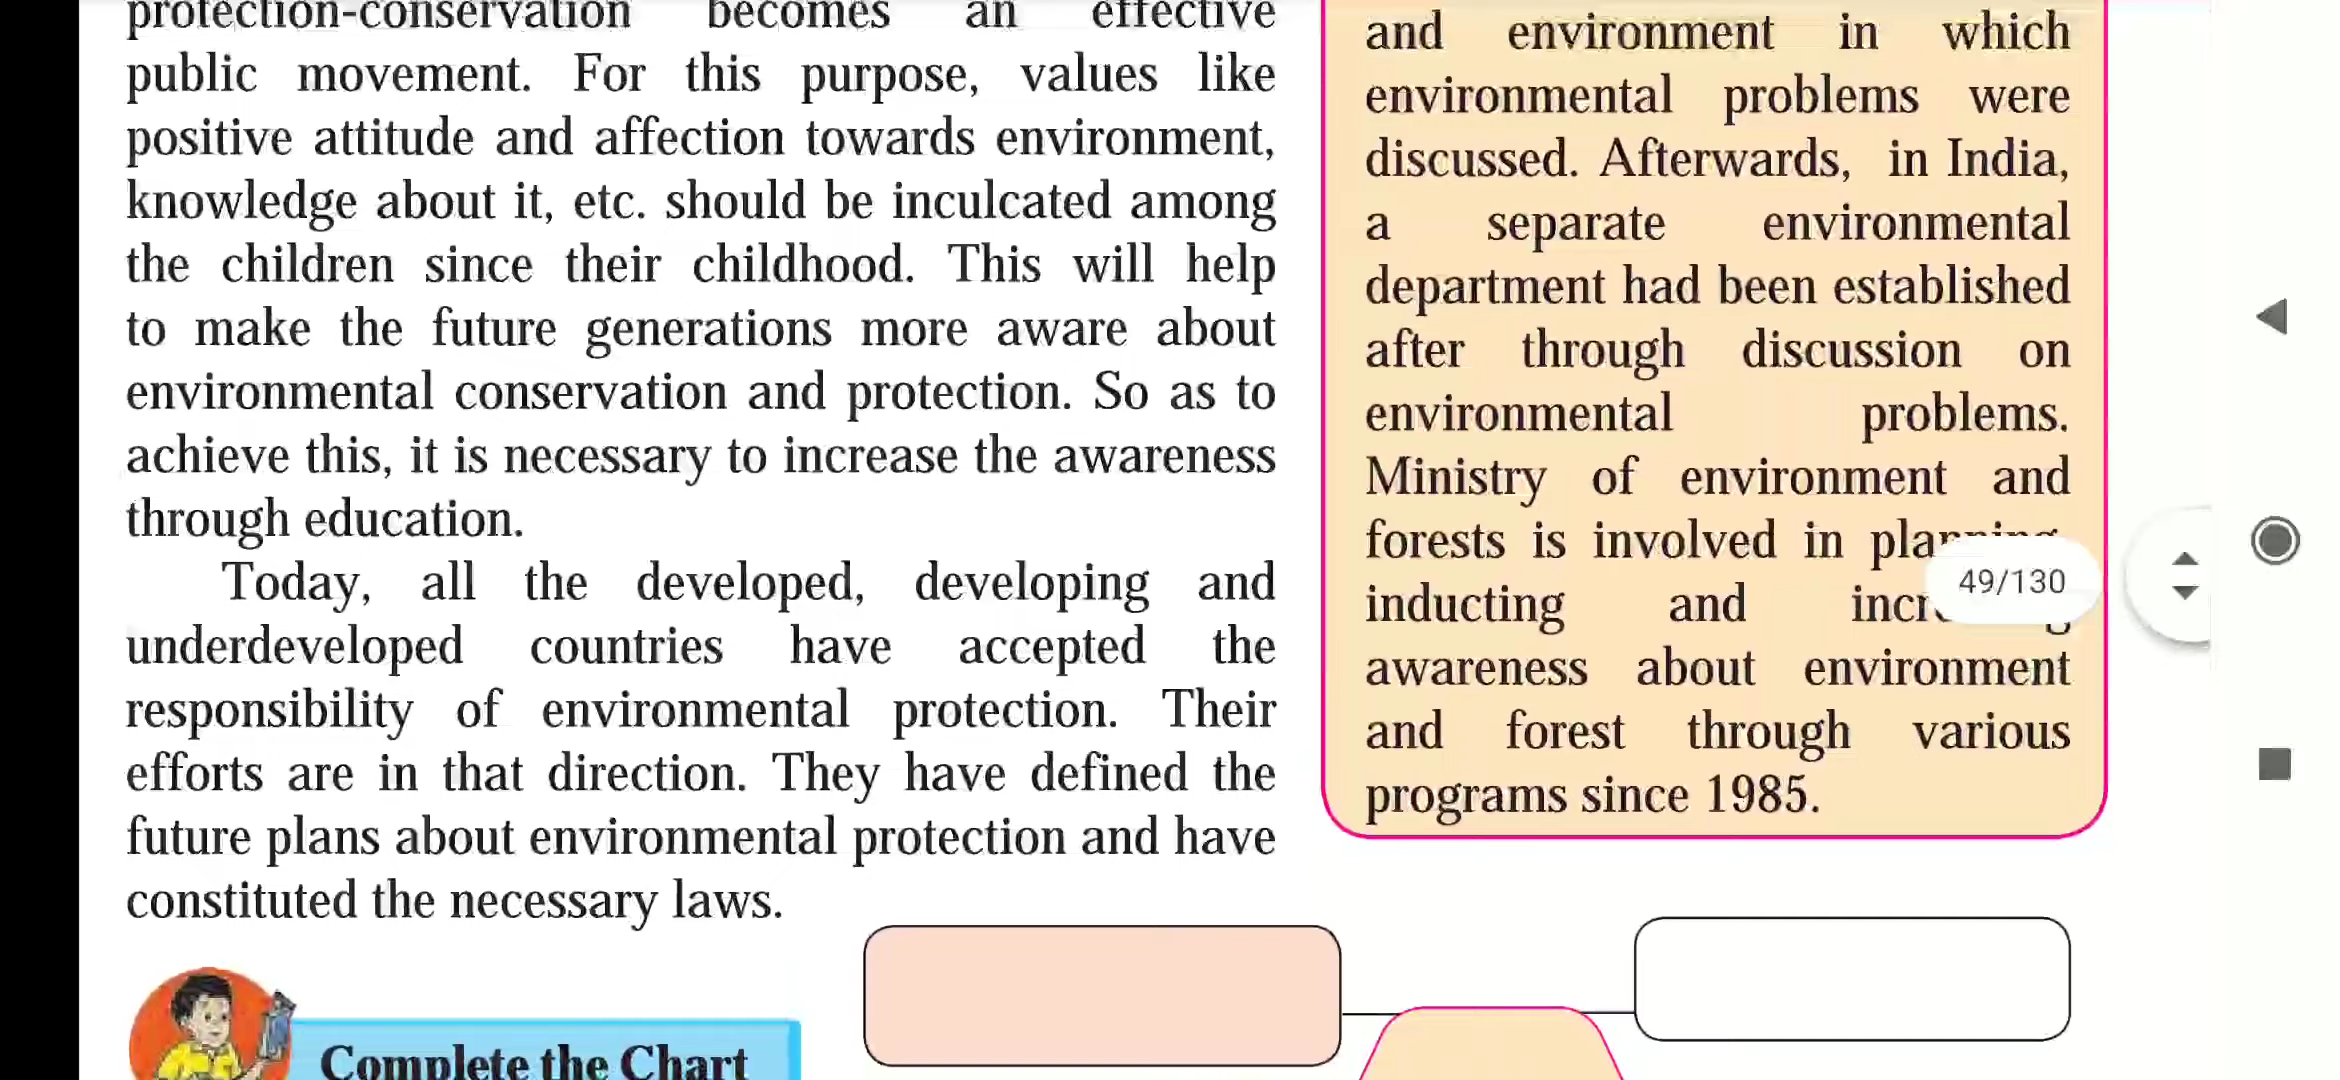 protection-conservation becomes an effective
public movement. For this purpose, values like
positive attitude and affection towards environment,
knowledge about it, etc. should be inculcated among
the children since their childhood. This will help
to make the future generations more aware about
environmental conservation and protection. So as to
achieve this, it is necessary to increase the awareness
through education.
Today, all the developed, developing and
underdeveloped countries have accepted the
responsibility of environmental protection. Their
efforts are in that direction. They have defined the
future plans about environmental protection and have
constituted the necessary laws.
and environment in which
environmental problems were
discussed. Afterwards, in India,
a separate environmental
department had been established
after through discussion on
environmental problems.
Ministry of environment and
forests is involved in
inducting and
awareness about environment
and forest through various
programs since 1985.
49/130
Complete the Chart